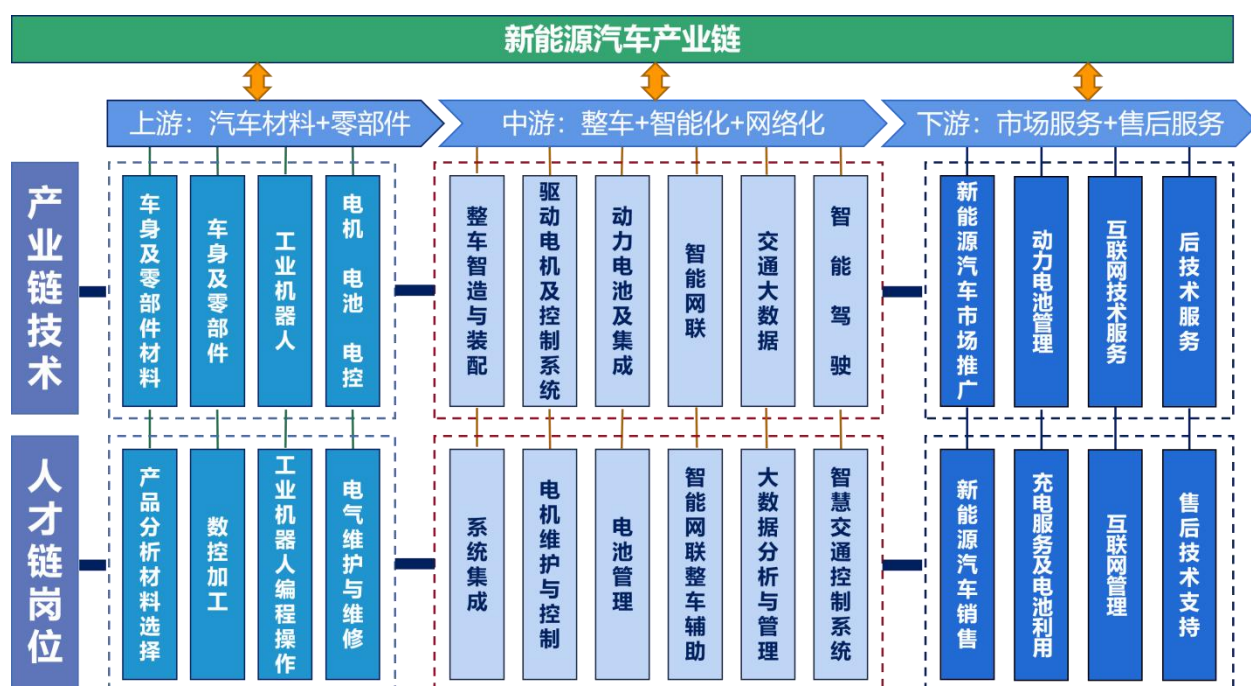 新能源汽车产业链
上游：汽车材料+零部件
中游：整车+智能化+网络化
下游：市场服务+售后服务
产业链技术
车身及零部件材料
车身及零部件
工业机器人
电机 电池 电控
整车智造与装配
驱动电机及控制系统
动力电池及集成
智能网联
交通大数据
智能驾驶
新能源汽车市场推广
动力电池管理
互联网技术服务
后技术服务
人才链岗位
产品分析材料选择
数控加工
工业机器人编程操作
电气维护与维修
系统集成
电机维护与控制
电池管理
智能网联整车辅助
大数据分析与管理
智慧交通控制系统
新能源汽车销售
充电服务及电池利用
互联网管理
售后技术支持